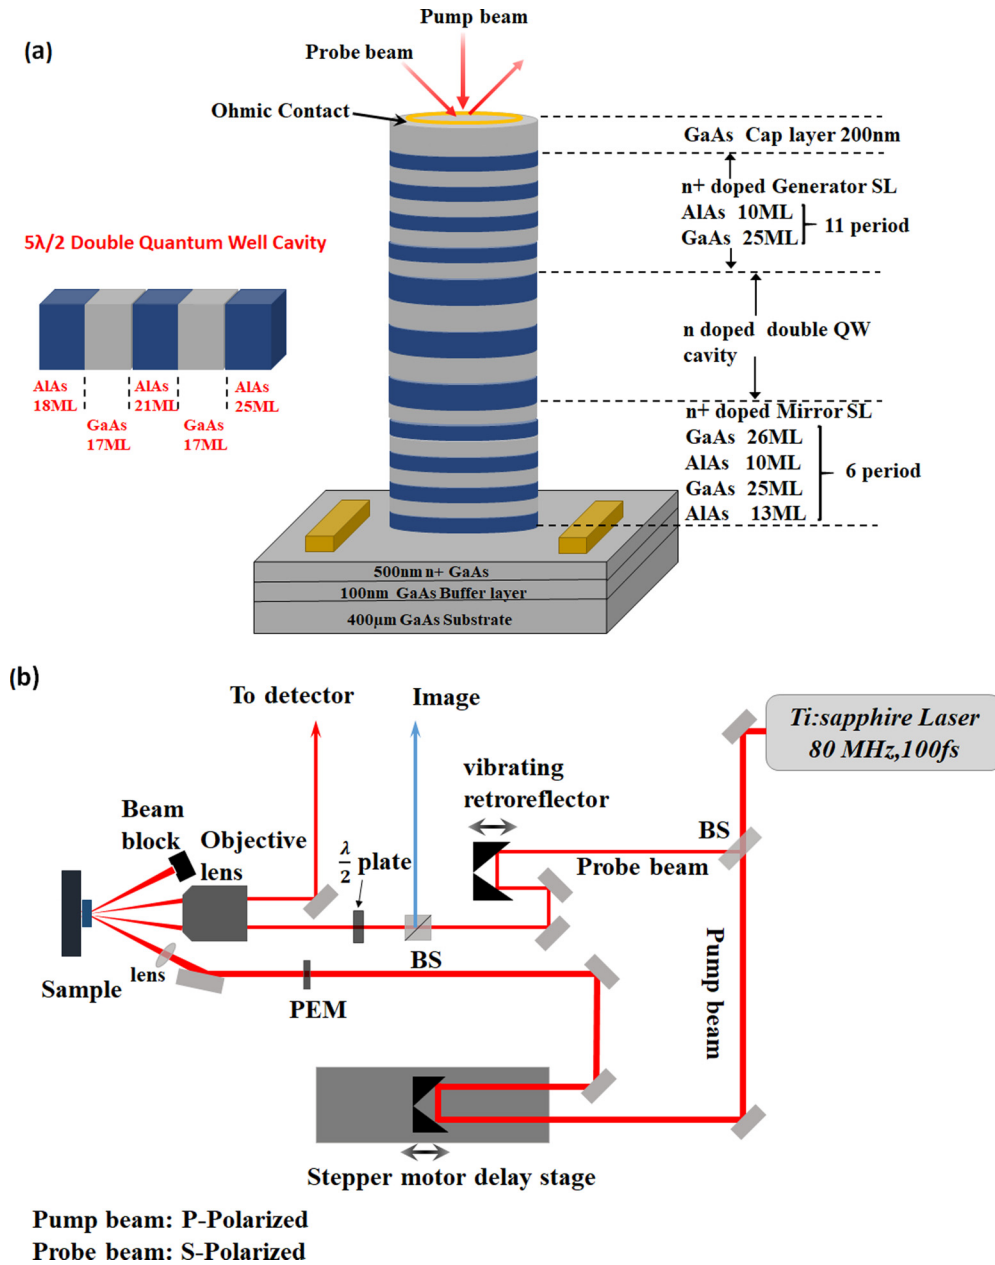 (a)
Pump beam
Probe beam
Ohmic Contact
GaAs Cap layer 200nm
n+ doped Generator SL
AlAs 10ML
GaAs 25ML
11 period
5λ/2 Double Quantum Well Cavity
AlAs
18ML
GaAs
17ML
AlAs
21ML
GaAs
17ML
AlAs
25ML
n doped double QW
cavity
n+ doped Mirror SL
GaAs 26ML
AlAs 10ML
GaAs 25ML
AlAs 13ML
6 period
500nm n+ GaAs
100nm GaAs Buffer layer
400μm GaAs Substrate
(b)
To detector
Image
Ti:sapphire Laser
80 MHz,100fs
vibrating
retroreflector
BS
Probe beam
Beam
block
Objective
lens
λ/2 plate
BS
lens
Sample
PEM
Pump beam
Stepper motor delay stage
Pump beam: P-Polarized
Probe beam: S-Polarized